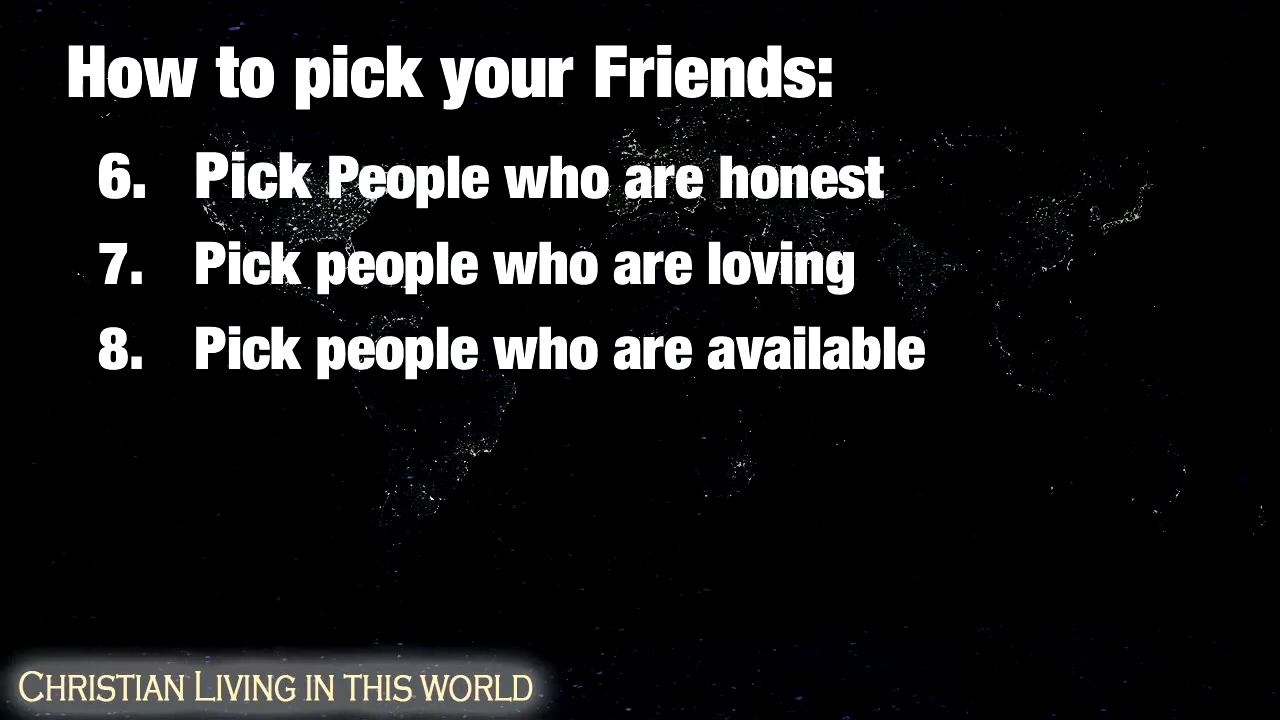 How to pick your Friends:
6. Pick People who are honest
7. Pick people who are loving
8. Pick people who are available
Christian Living in this world